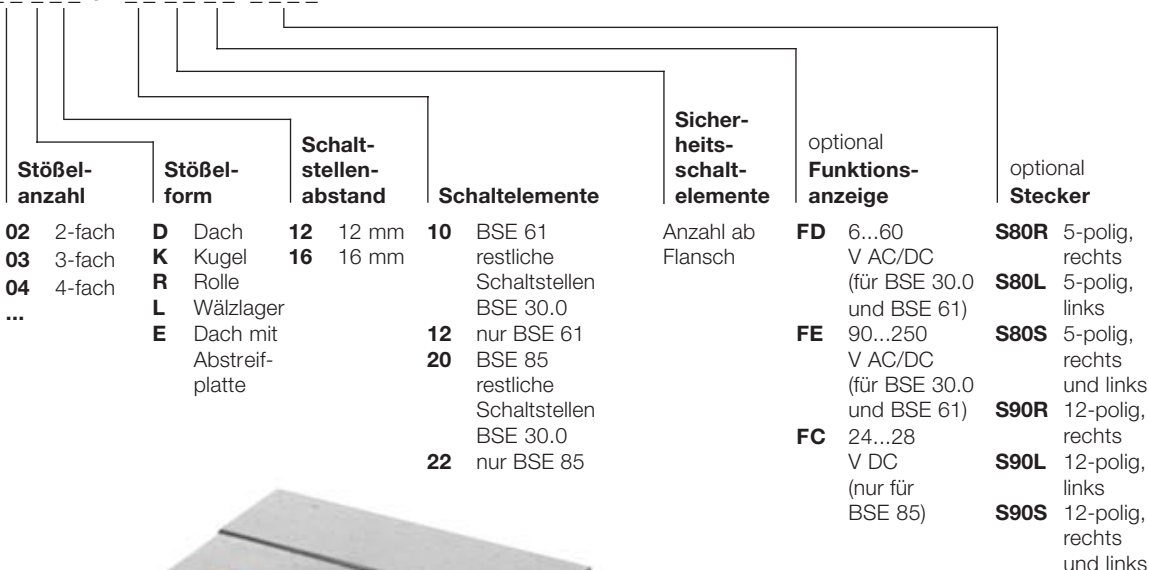 Stößel-
anzahl
02 2-fach
03 3-fach
04 4-fach
...
Stößel-
form
D Dach
K Kugel
R Rolle
L Wälzlager
E Dach mit
Abstreif-
platte
Schalt-
stellen-
abstand
12 12 mm
16 16 mm
Schaltelemente
10 BSE 61
restliche
Schaltstellen
BSE 30.0
12 nur BSE 61
20 BSE 85
restliche
Schaltstellen
BSE 30.0
22 nur BSE 85
Sicher-
heits-
schalt-
elemente
Anzahl ab
Flansch
optional
Funktions-
anzeige
FD 6...60
V AC/DC
(für BSE 30.0
und BSE 61)
FE 90...250
V AC/DC
(für BSE 30.0
und BSE 61)
FC 24...28
V DC
(nur für
BSE 85)
optional
Stecker
S80R 5-polig,
rechts
S80L 5-polig,
links
S80S 5-polig,
rechts
und links
S90R 12-polig,
rechts
S90L 12-polig,
links
S90S 12-polig,
rechts
und links